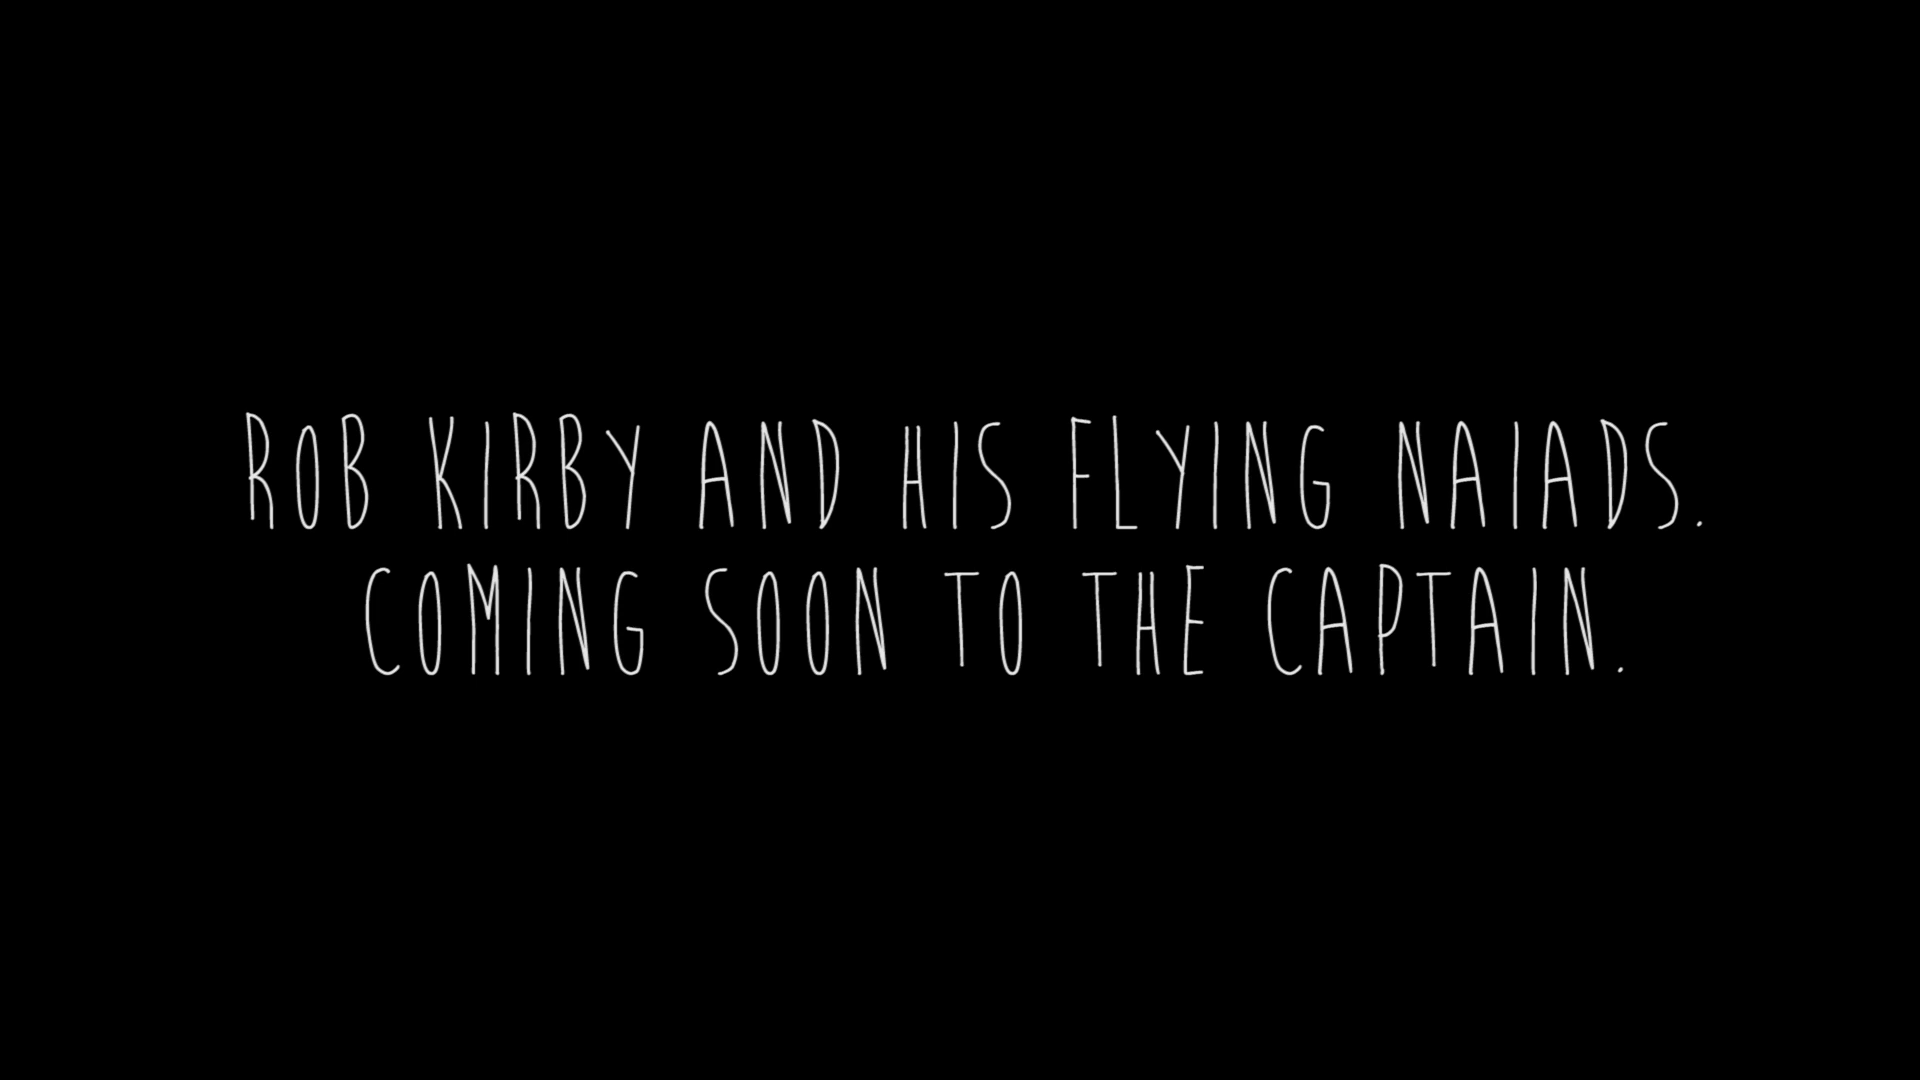 ROB KIRBY AND HIS FLYING NAIADS.
COMING SOON TO THE CAPTAIN.